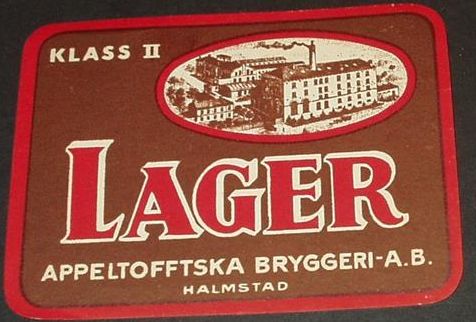 KLASS II
LAGER
APPELTOFFTSKA BRYGGERI-A.B.
HALMSTAD